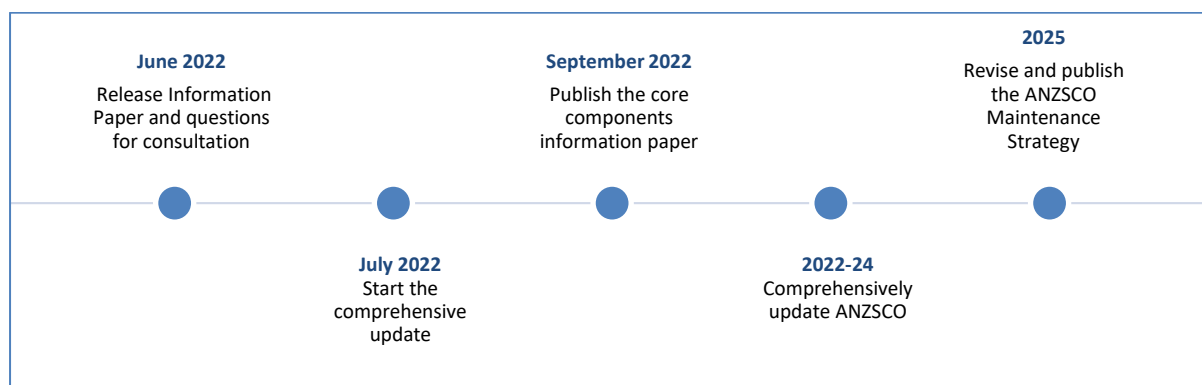 June 2022
Release Information
Paper and questions
for consultation
July 2022
Start the
comprehensive
update
September 2022
Publish the core
components
information paper
2022-24
Comprehensively
update ANZSCO
2025
Revise and publish
the ANZSCO
Maintenance
Strategy